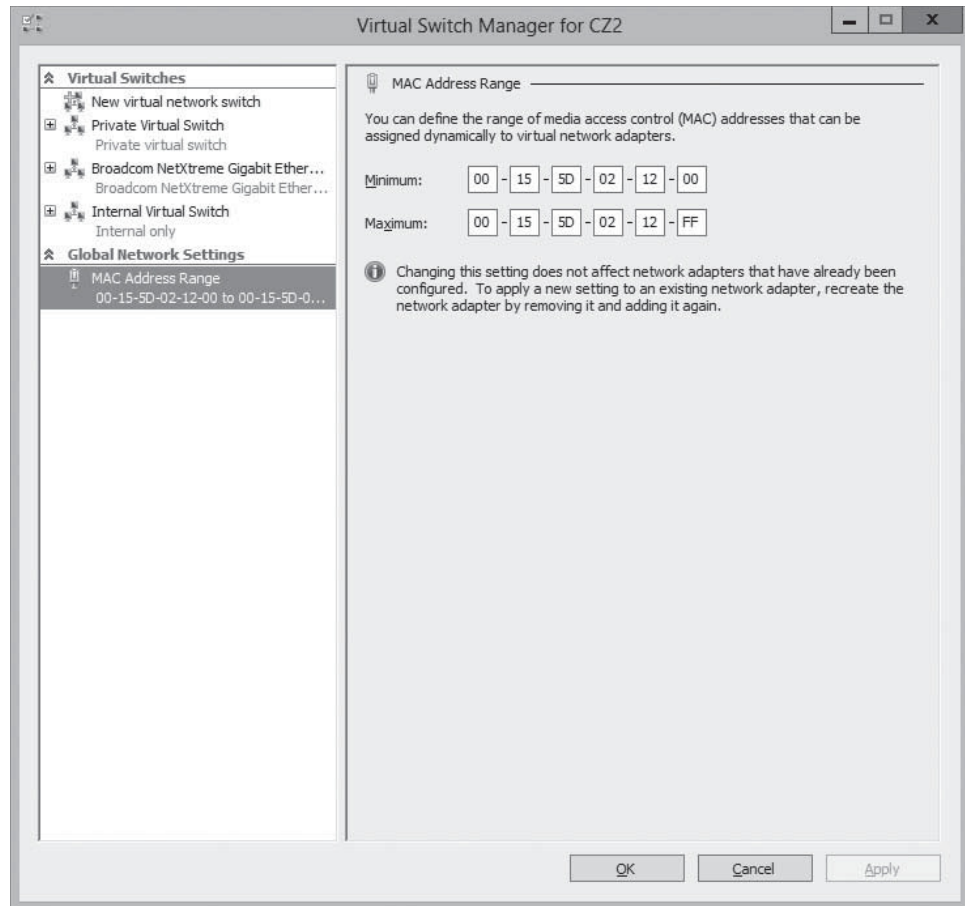 Virtual Switch Manager for CZ2
Virtual Switches
New virtual network switch
Private Virtual Switch
Private virtual switch
Broadcom NetXtreme Gigabit Ether...
Broadcom NetXtreme Gigabit Ether...
Internal Virtual Switch
Internal only
Global Network Settings
MAC Address Range
00-15-5D-02-12-00 to 00-15-5D-0...
MAC Address Range
You can define the range of media access control (MAC) addresses that can be
assigned dynamically to virtual network adapters.
Minimum: 00 - 15 - 5D - 02 - 12 - 00
Maximum: 00 - 15 - 5D - 02 - 12 - FF
Changing this setting does not affect network adapters that have already been
configured. To apply a new setting to an existing network adapter, recreate the
network adapter by removing it and adding it again.
OK Cancel Apply